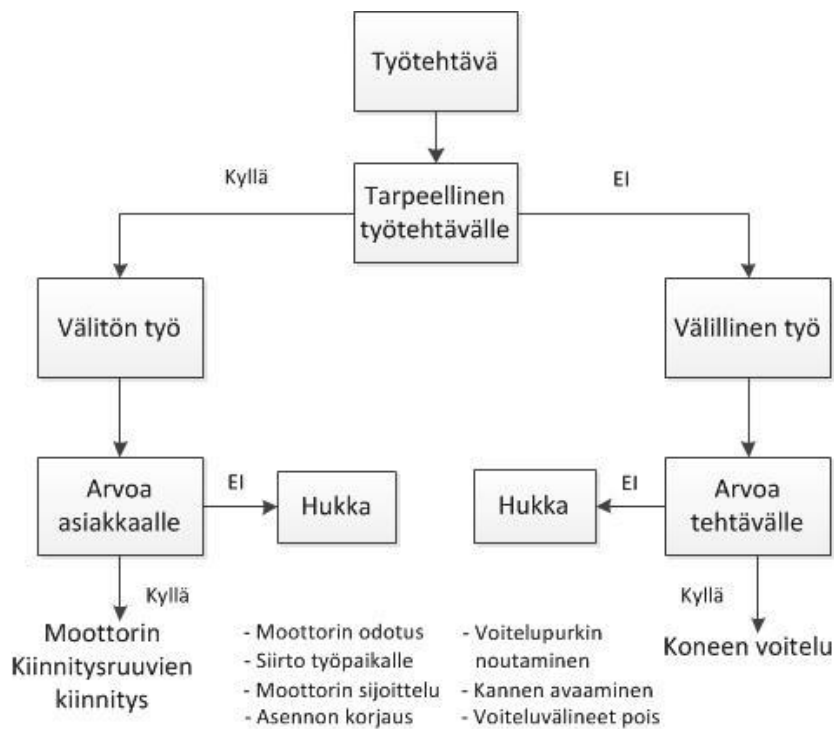 Työtehtävä
Kyllä
Tarpeellinen
työtehtävälle
EI
Välitön työ
Välillinen työ
Arvoa
asiakkaalle
EI
Hukka
Hukka
EI
Arvoa
tehtävälle
Kyllä
Kyllä
Moottorin
Kiinnitysruuvien
kiinnitys
- Moottorin odotus
- Siirto työpaikalle
- Moottorin sijoittelu
- Asennon korjaus
- Voitelupurkin
noutaminen
- Kannen avaaminen
- Voiteluvälineet pois
Koneen voitelu